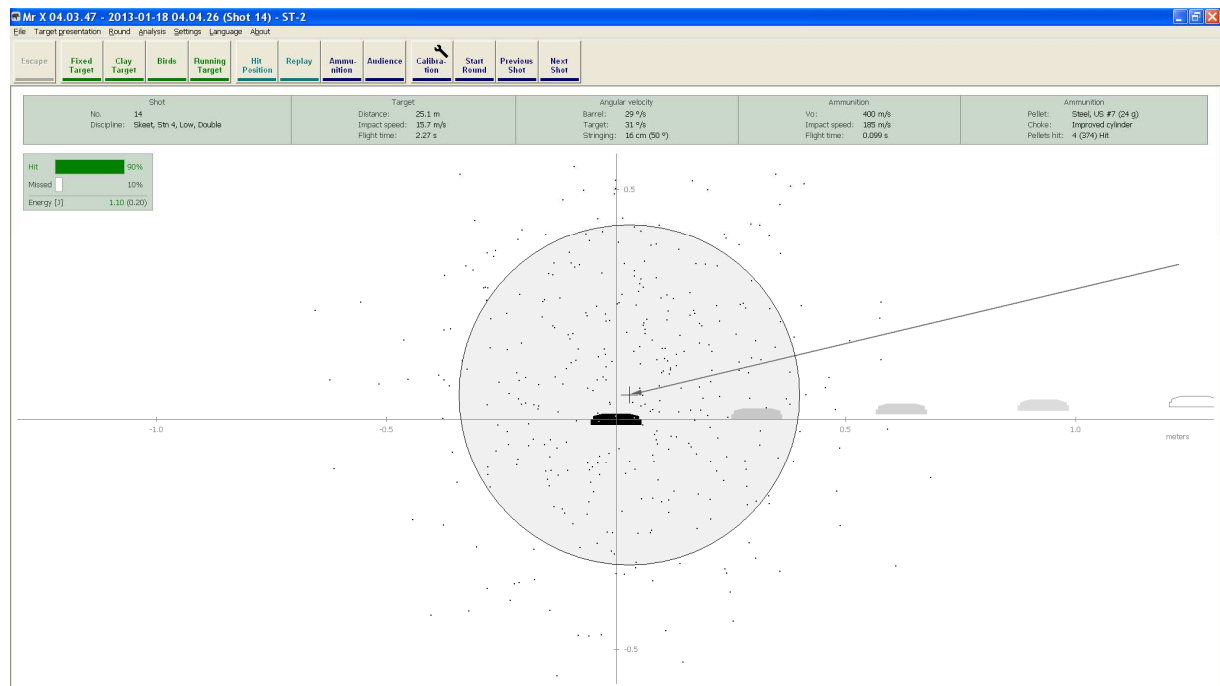 Mr X 04.03.47 - 2013-01-18 04.04.26 (Shot 14) - ST-2
File Target presentation Round Analysis Settings Language About
Escape Fixed Target Clay Target Birds Running Target Hit Position Replay Ammu-nition Audience Calibra-tion Start Round Previous Shot Next Shot
Shot Target Angular velocity Ammunition Ammunition
No. 14 Distance: 25.1 m Barrel: 29 °/s Vo: 400 m/s Pellet: Steel, US #7 (24 g)
Discipline: Skeet, Stn 4, Low, Double Impact speed: 15.7 m/s Target: 31 °/s Impact speed: 185 m/s Choke: Improved cylinder
Flight time: 2.27 s Stringing: 16 cm (50 °) Flight time: 0.099 s Pellets hit: 4 (374) Hit
Hit 90%
Missed 10%
Energy [J] 1.10 (0.20)
0.5
-1.0 -0.5 0.5 1.0 meters
-0.5